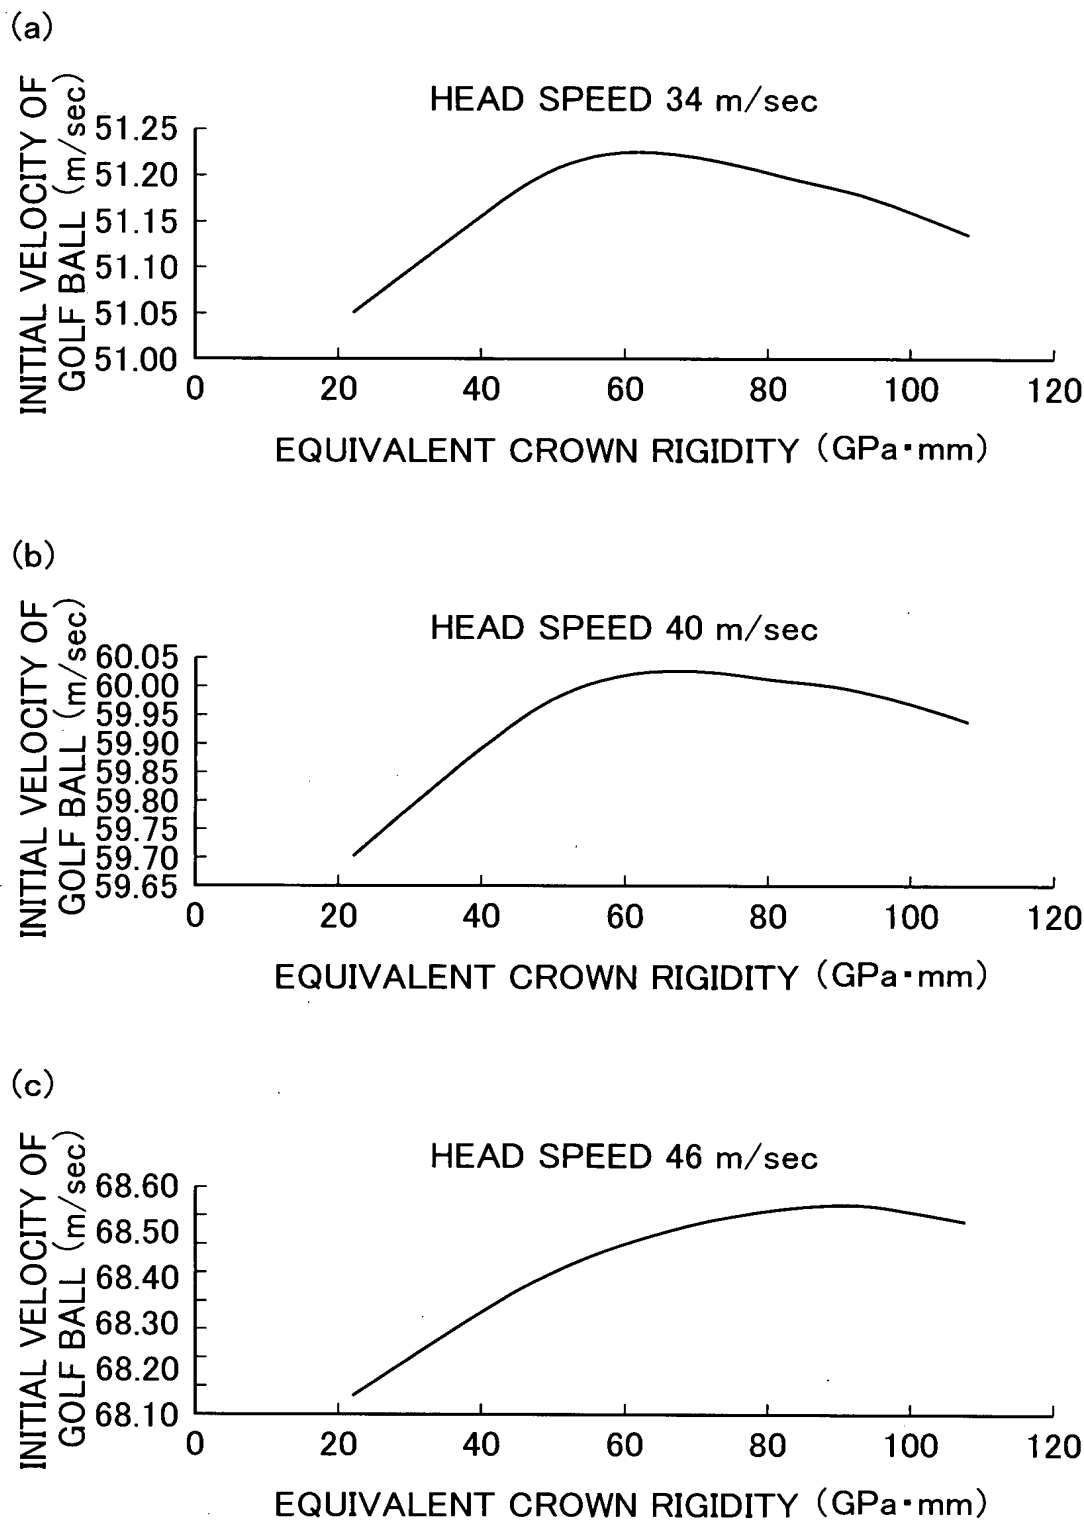 (a)
HEAD SPEED 34 m/sec
INITIAL VELOCITY OF
GOLF BALL (m/sec)
51.25
51.20
51.15
51.10
51.05
51.00
0 20 40 60 80 100 120
EQUIVALENT CROWN RIGIDITY (GPa▪mm)
(b)
HEAD SPEED 40 m/sec
INITIAL VELOCITY OF
GOLF BALL (m/sec)
60.05
60.00
59.95
59.90
59.85
59.80
59.75
59.70
59.65
0 20 40 60 80 100 120
EQUIVALENT CROWN RIGIDITY (GPa▪mm)
(c)
HEAD SPEED 46 m/sec
INITIAL VELOCITY OF
GOLF BALL (m/sec)
68.60
68.50
68.40
68.30
68.20
68.10
0 20 40 60 80 100 120
EQUIVALENT CROWN RIGIDITY (GPa▪mm)